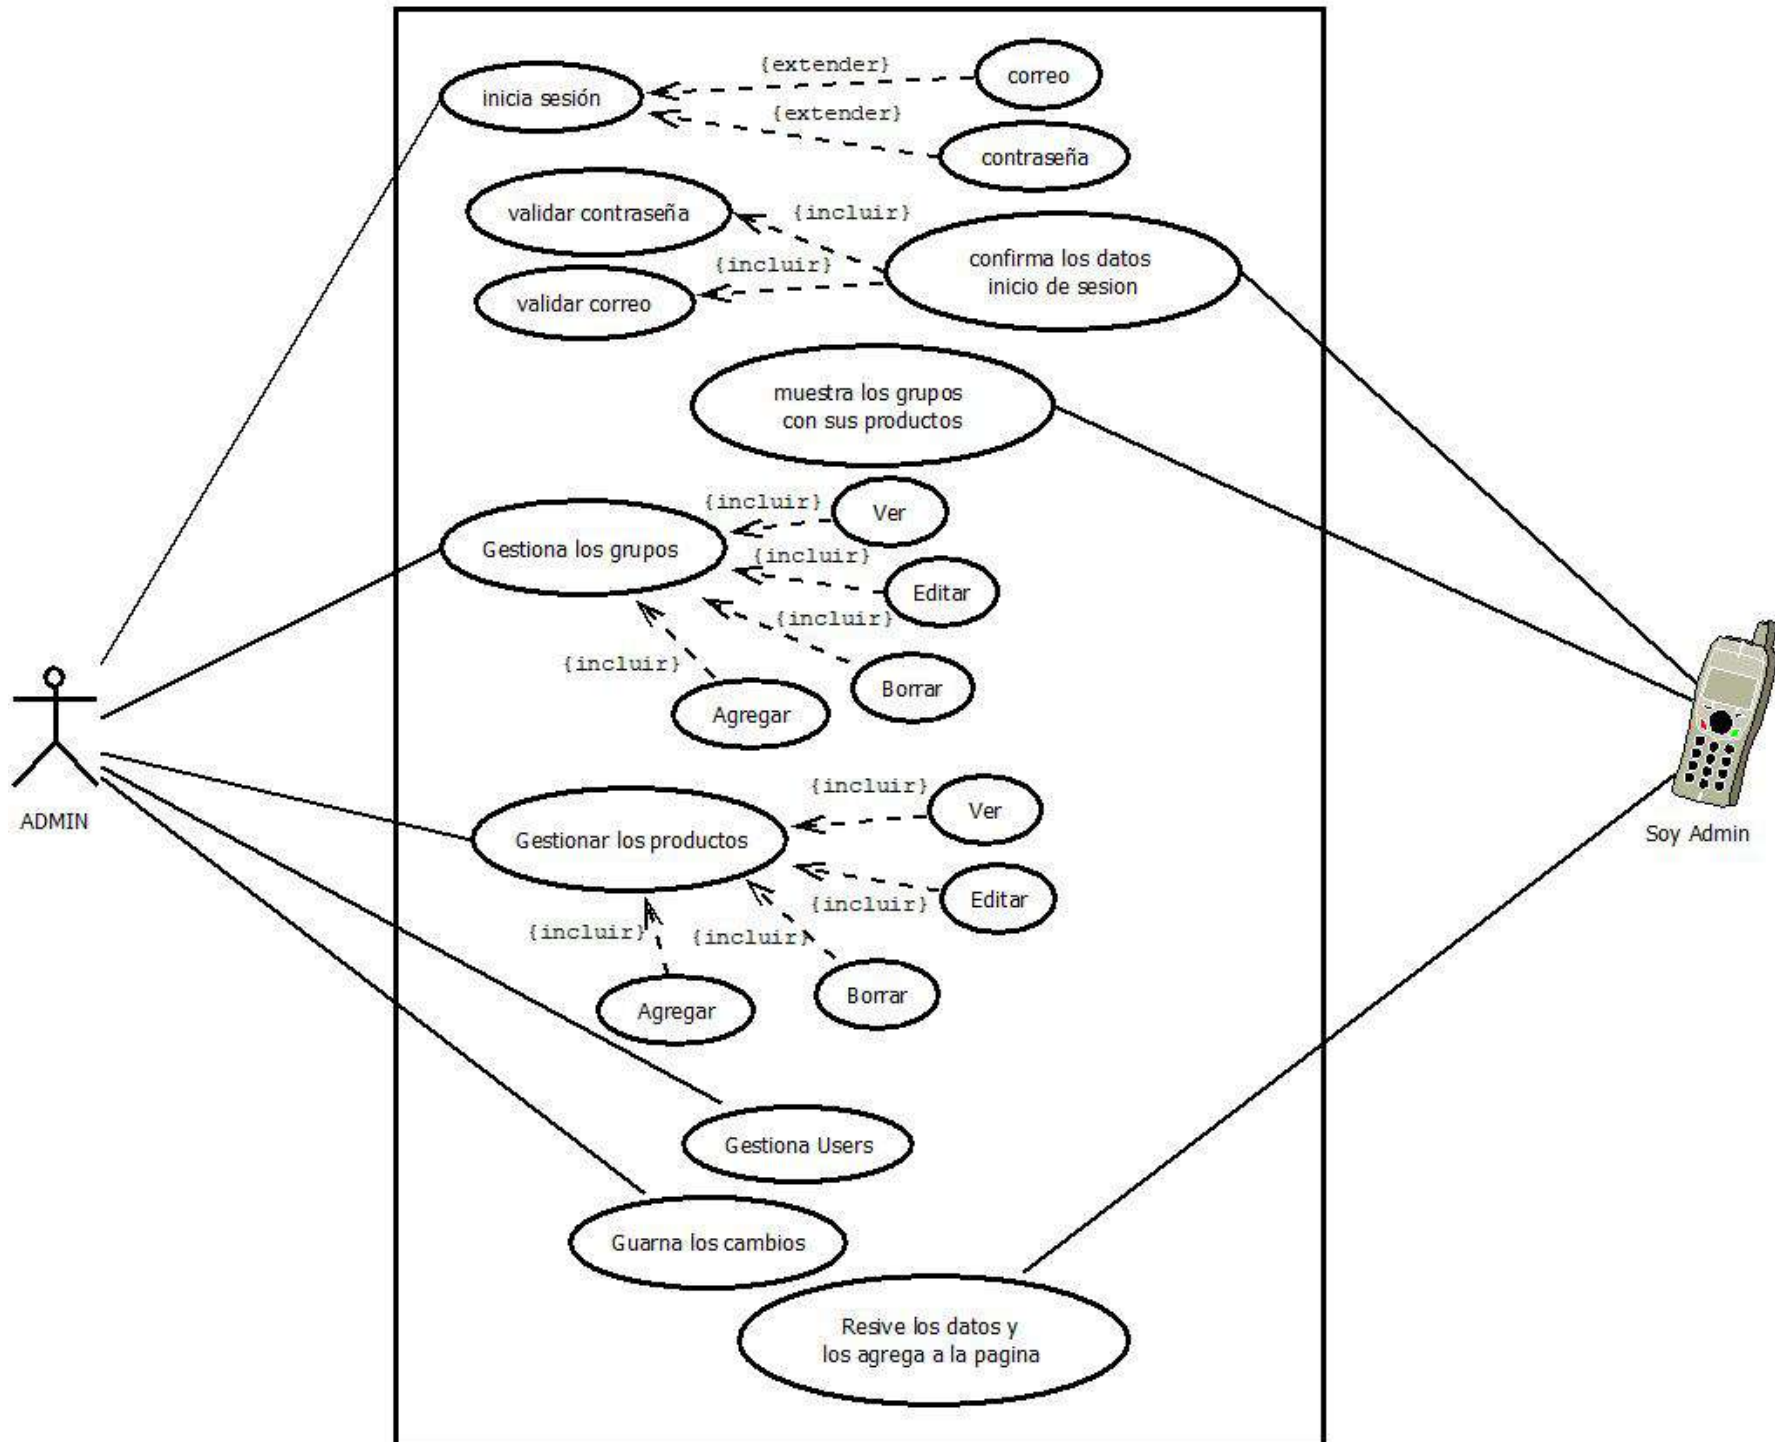 {extender}
correo
inicia sesión
{extender}
contraseña
validar contraseña
{incluir}
confirma los datos
inicio de sesion
{incluir}
validar correo
muestra los grupos
con sus productos
{incluir}
Ver
Gestiona los grupos
{incluir}
Editar
{incluir}
{incluir}
Borrar
Agregar
ADMIN
Soy Admin
{incluir}
Ver
Gestionar los productos
Editar
{incluir}
{incluir}
{incluir}
Borrar
Agregar
Gestiona Users
Guarna los cambios
Resive los datos y
los agrega a la pagina